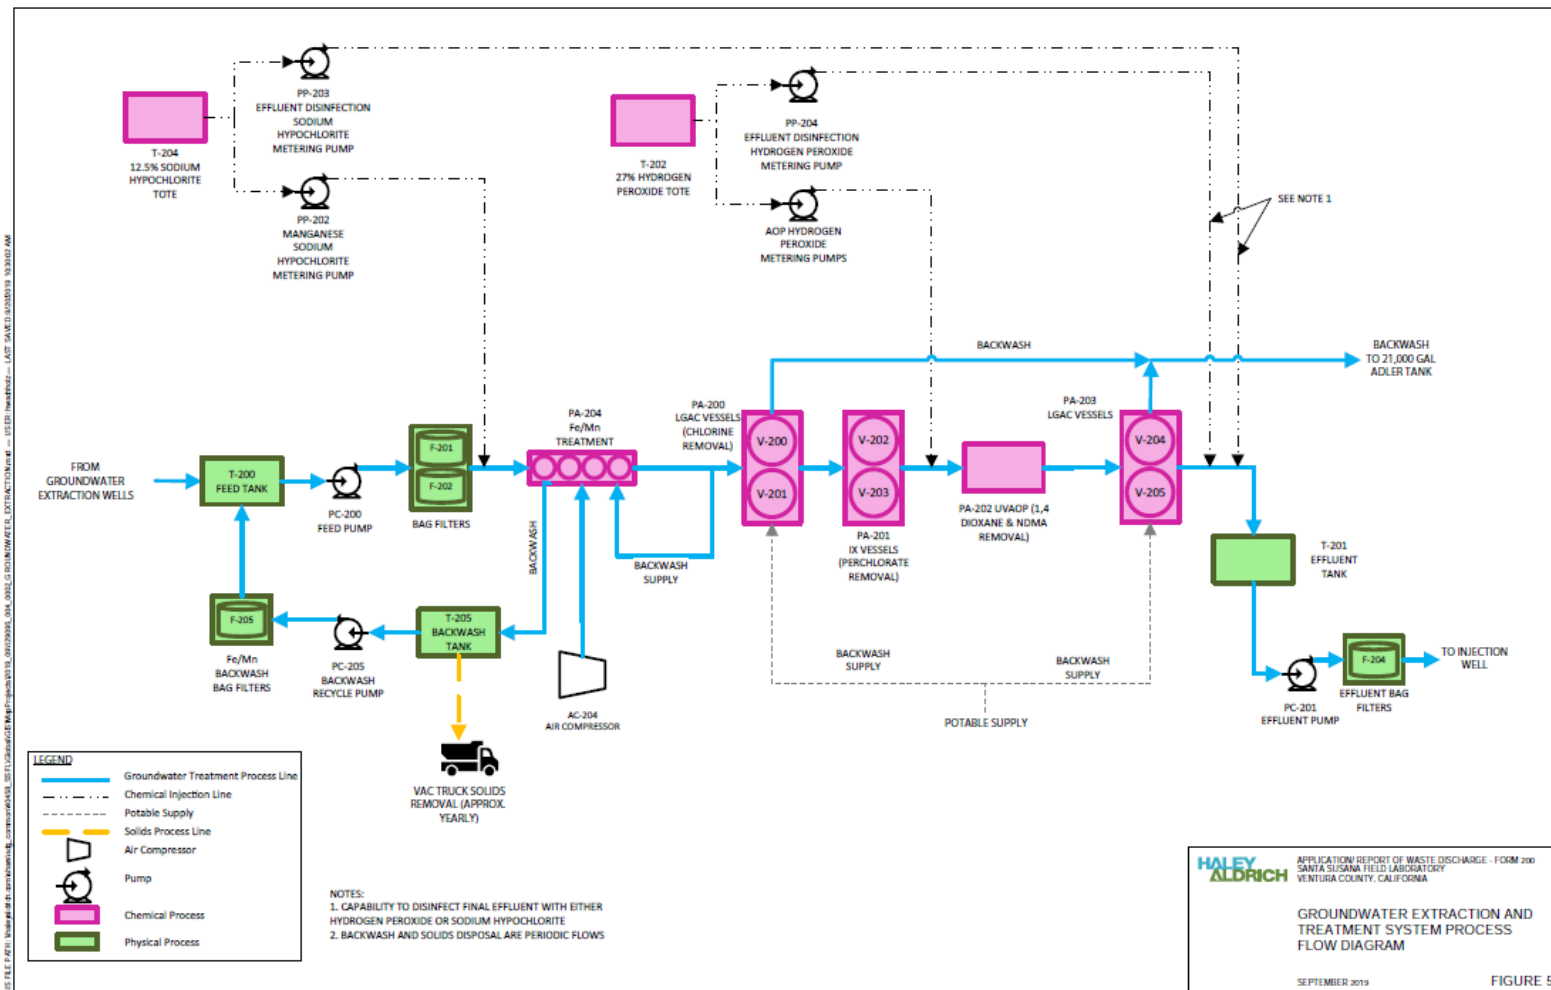 PP-203
EFFLUENT DISINFECTION
SODIUM
HYPOCHLORITE
METERING PUMP
T-204
12.5% SODIUM
HYPOCHLORITE
TOTE
PP-202
MANGANESE
SODIUM
HYPOCHLORITE
METERING PUMP
PP-204
EFFLUENT DISINFECTION
HYDROGEN PEROXIDE
METERING PUMP
T-202
27% HYDROGEN
PEROXIDE TOTE
AOP HYDROGEN
PEROXIDE
METERING PUMPS
SEE NOTE 1
BACKWASH
BACKWASH
TO 21,000 GAL
ADLER TANK
FROM
GROUNDWATER
EXTRACTION WELLS
T-200
FEED TANK
PC-200
FEED PUMP
F-201
F-202
BAG FILTERS
PA-204
Fe/Mn
TREATMENT
PA-200
LGAC VESSELS
(CHLORINE
REMOVAL)
V-200
V-201
V-202
V-203
PA-201
IX VESSELS
(PERCHLORATE
REMOVAL)
PA-202 UVAOP (1,4
DIOXANE & NDMA
REMOVAL)
PA-203
LGAC VESSELS
V-204
V-205
T-201
EFFLUENT
TANK
BACKWASH
BACKWASH
SUPPLY
F-205
Fe/Mn
BACKWASH
BAG FILTERS
PC-205
BACKWASH
RECYCLE PUMP
T-205
BACKWASH
TANK
AC-204
AIR COMPRESSOR
BACKWASH
SUPPLY
BACKWASH
SUPPLY
POTABLE SUPPLY
PC-201
EFFLUENT PUMP
F-204
EFFLUENT BAG
FILTERS
TO INJECTION
WELL
VAC TRUCK SOLIDS
REMOVAL (APPROX.
YEARLY)
LEGEND
Groundwater Treatment Process Line
Chemical Injection Line
Potable Supply
Solids Process Line
Air Compressor
Pump
Chemical Process
Physical Process
NOTES:
1. CAPABILITY TO DISINFECT FINAL EFFLUENT WITH EITHER
HYDROGEN PEROXIDE OR SODIUM HYPOCHLORITE
2. BACKWASH AND SOLIDS DISPOSAL ARE PERIODIC FLOWS
HALEY
ALDRICH
APPLICATION/ REPORT OF WASTE DISCHARGE - FORM 200
SANTA SUSANA FIELD LABORATORY
VENTURA COUNTY, CALIFORNIA
GROUNDWATER EXTRACTION AND
TREATMENT SYSTEM PROCESS
FLOW DIAGRAM
SEPTEMBER 2019
FIGURE 5